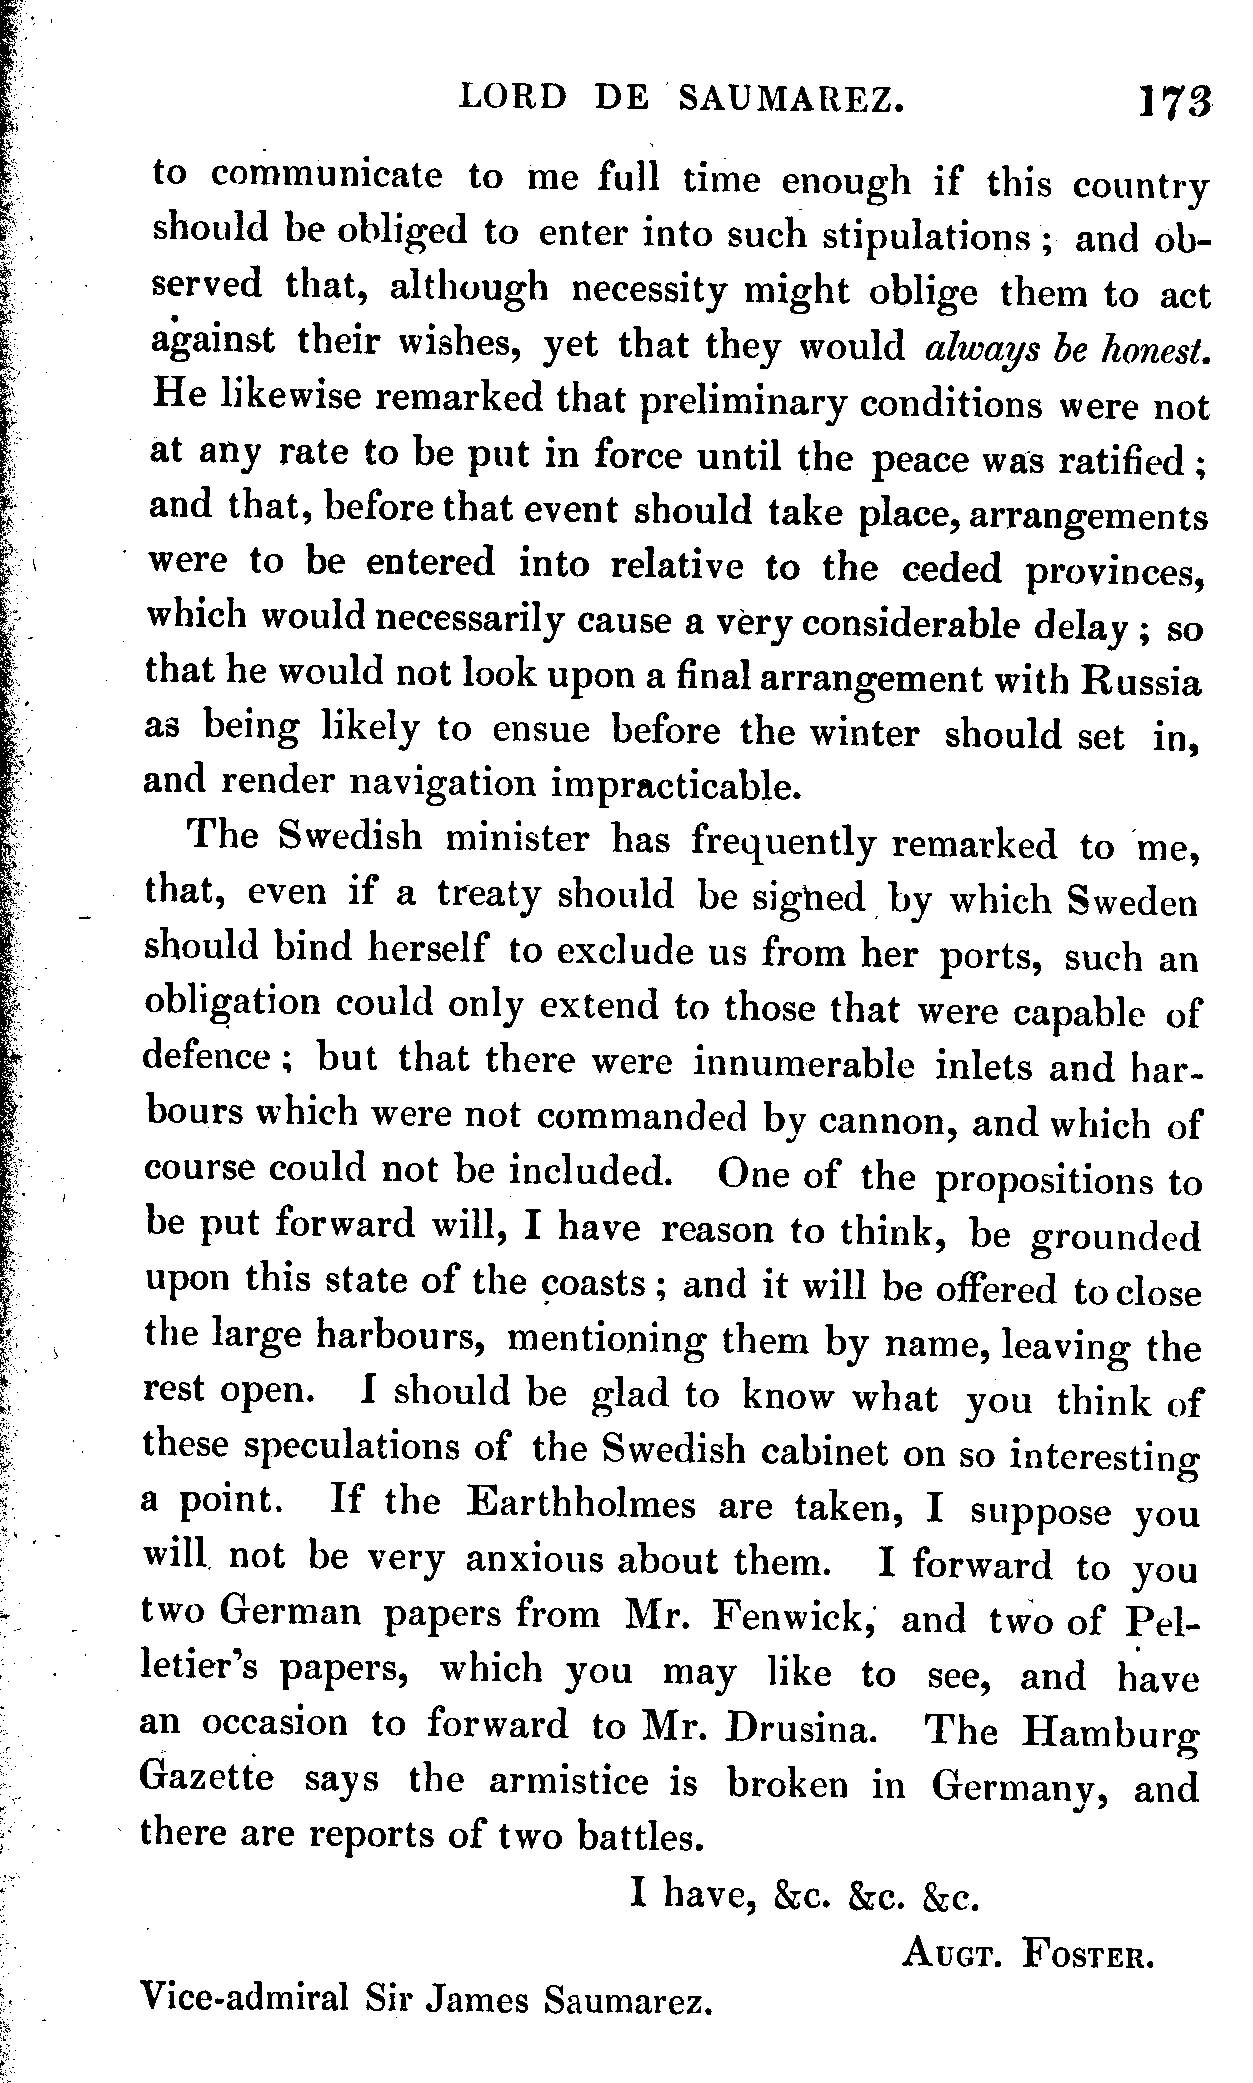 LORD DE SAUMAREZ. 173
to communicate to me full time enough if this country
should be obliged to enter into such stipulations; and ob-
served that, although necessity might oblige them to act
against their wishes, yet that they would always be honest.
He likewise remarked that preliminary conditions were not
at any rate to be put in force until the peace was ratified;
and that, before that event should take place, arrangements
were to be entered into relative to the ceded provinces,
which would necessarily cause a very considerable delay; so
that he would not look upon a final arrangement with Russia
as being likely to ensue before the winter should set in,
and render navigation impracticable.
The Swedish minister has frequently remarked to me,
that, even if a treaty should be signed by which Sweden
should bind herself to exclude us from her ports, such an
obligation could only extend to those that were capable of
defence; but that there were innumerable inlets and har-
bours which were not commanded by cannon, and which of
course could not be included. One of the propositions to
be put forward will, I have reason to think, be grounded
upon this state of the coasts; and it will be offered to close
the large harbours, mentioning them by name, leaving the
rest open. I should be glad to know what you think of
these speculations of the Swedish cabinet on so interesting
a point. If the Earthholmes are taken, I suppose you
will not be very anxious about them. I forward to you
two German papers from Mr. Fenwick, and two of Pel-
letier's papers, which you may like to see, and have
an occasion to forward to Mr. Drusina. The Hamburg
Gazette says the armistice is broken in Germany, and
there are reports of two battles.
I have, &c. &c. &c.
AUGT. FOSTER.
Vice-admiral Sir James Saumarez.